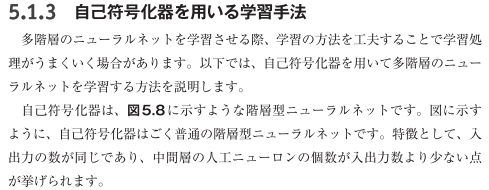 5.1.3 自己符号化器を用いる学習手法
多階層のニューラルネットを学習させる際、学習の方法を工夫することで学習処
理がうまくいく場合があります。以下では、自己符号化器を用いて多階層のニュー
ラルネットを学習する方法を説明します。
自己符号化器は、図5.8に示すような階層型ニューラルネットです。図に示す
ように、自己符号化器はごく普通の階層型ニューラルネットです。特徴として、入
出力の数が同じであり、中間層の人工ニューロンの個数が入出力数より少ない点
が挙げられます。